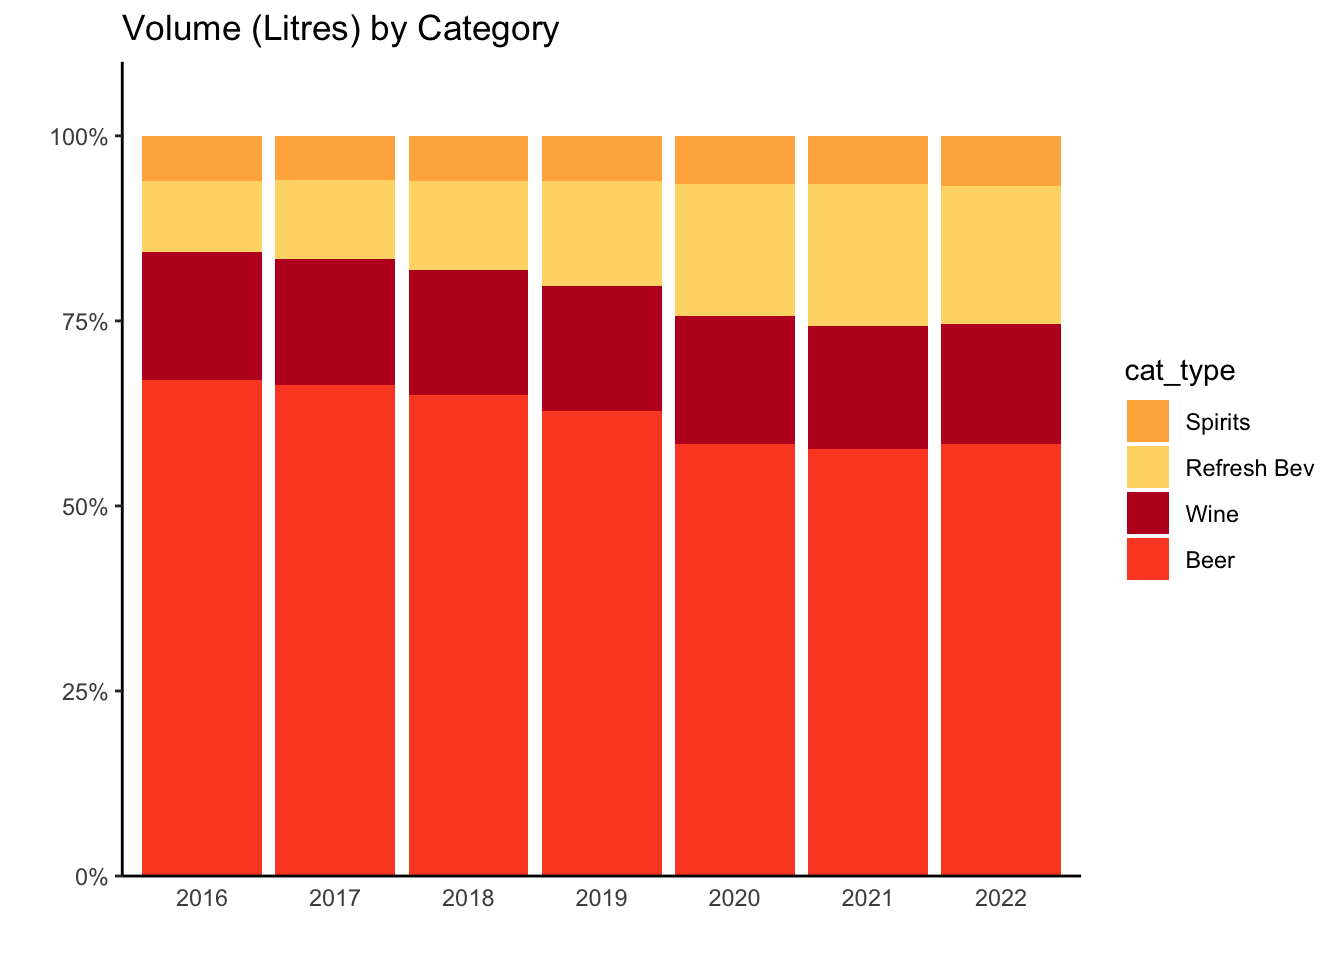 Volume (Litres) by Category
100%
75%
50%
25%
0%
2016 2017 2018 2019 2020 2021 2022
cat_type
Spirits
Refresh Bev
Wine
Beer